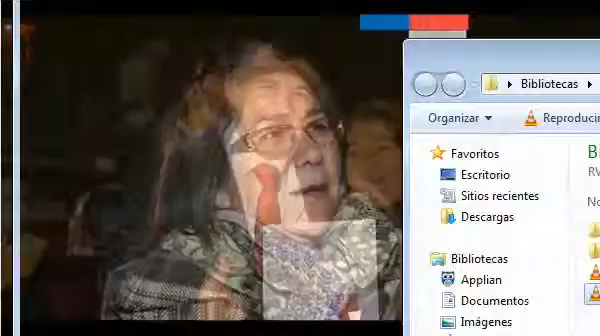 Bibliotecas
Organizar
Reproducir
Favoritos
Escritorio
Sitios recientes
Descargas
Bibliotecas
Applian
Documentos
Imágenes